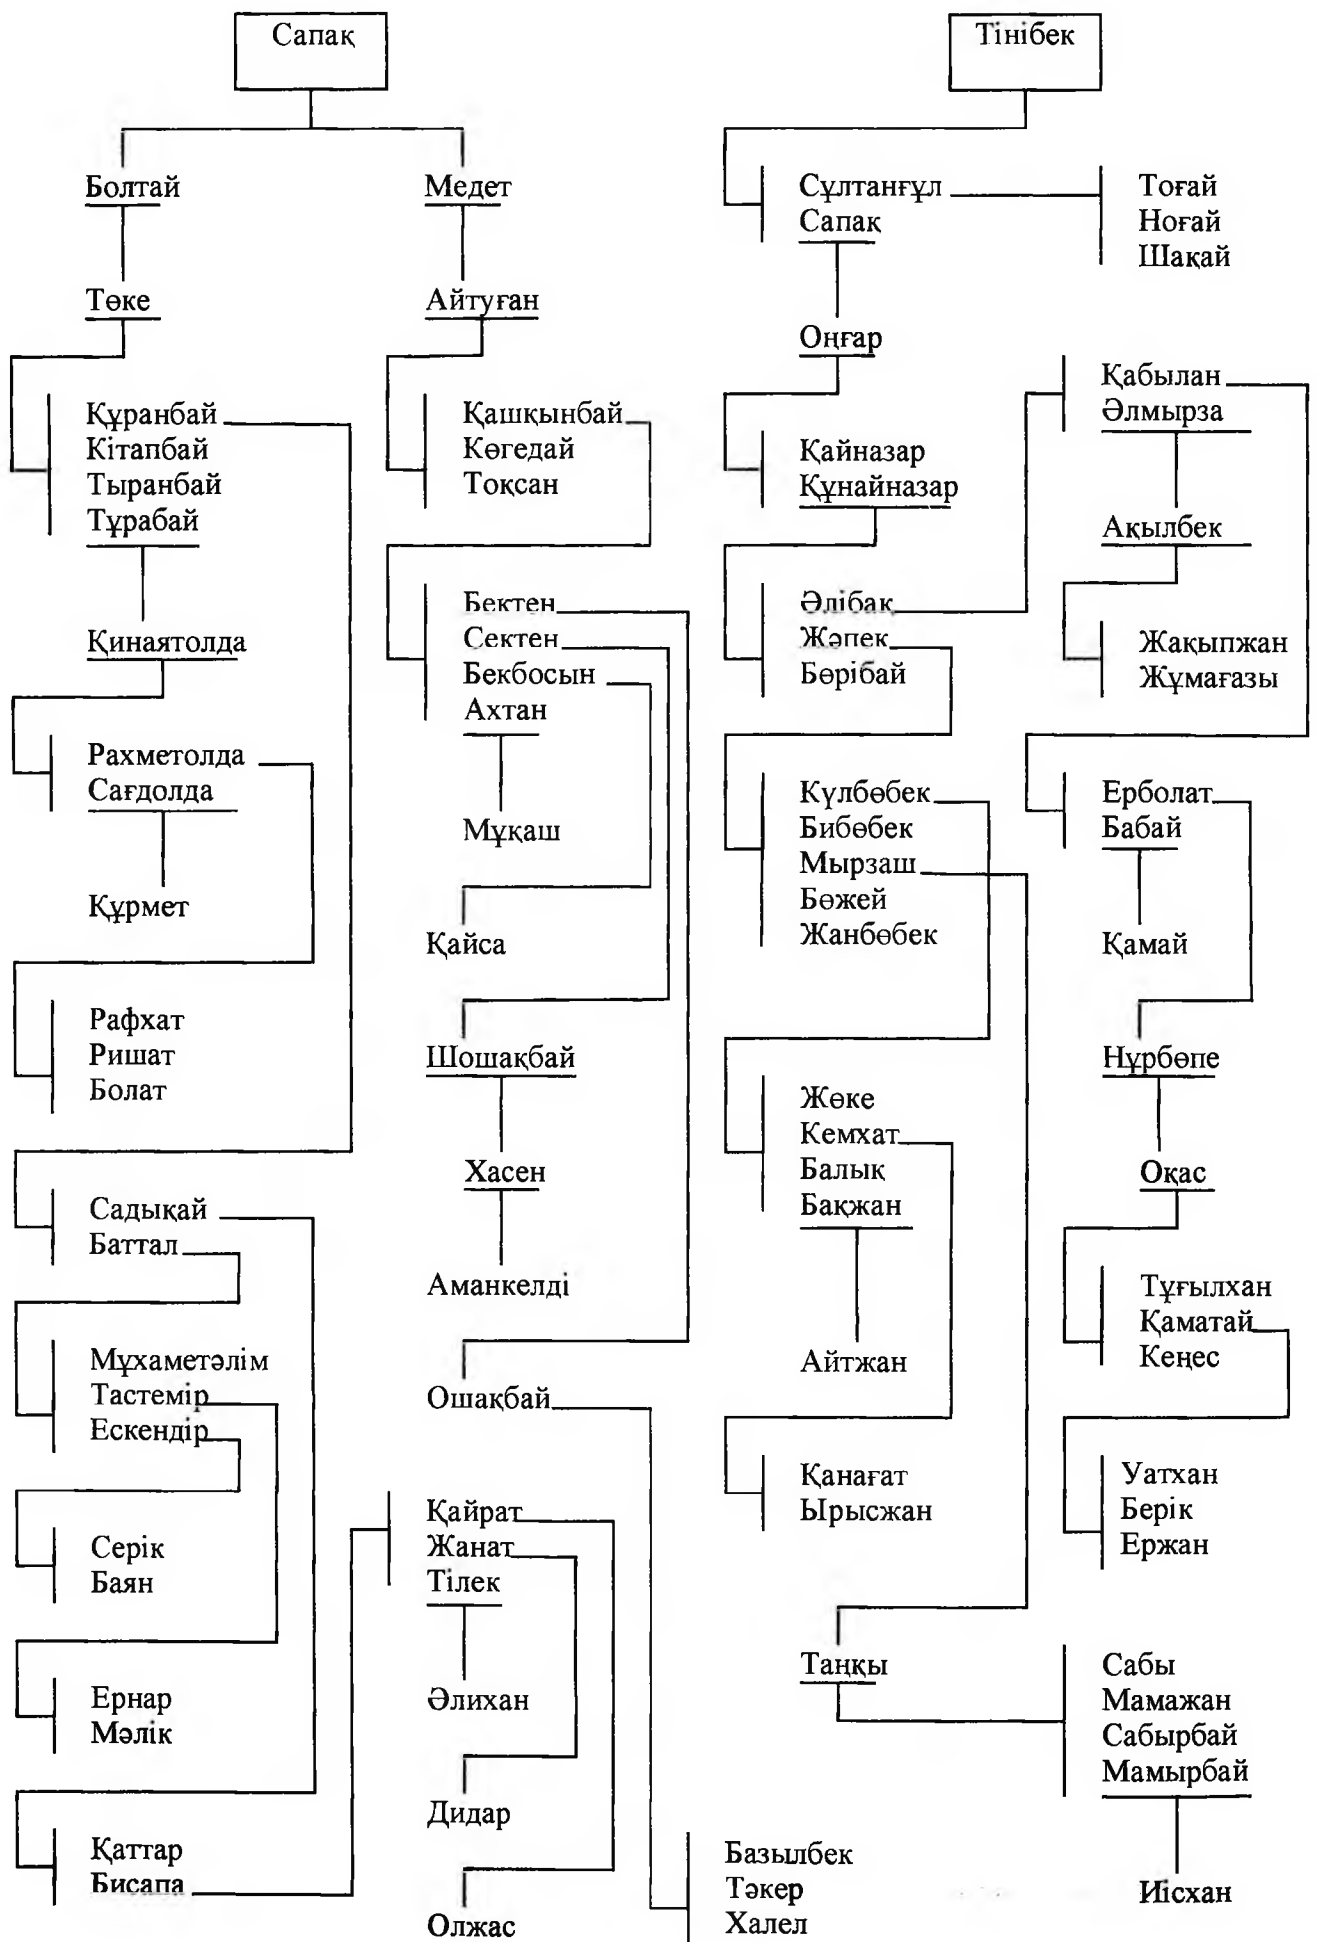 Сапақ
Болтай
Медет
Төке
Айтуған
Құранбай
Кітапбай
Тыранбай
Тұрабай
Қашқынбай
Көгедай
Тоқсан
Қинаятолда
Бектен
Сектен
Бекбосын
Ахтан
Рахметолда
Сағдолда
Мұқаш
Құрмет
Қайса
Рафхат
Ришат
Болат
Шошақбай
Хасен
Садықай
Баттал
Аманкелді
Мұхаметәлім
Тастемір
Ескендір
Ошақбай
Серік
Баян
Қайрат
Жанат
Тілек
Ернар
Мәлік
Әлихан
Дидар
Қаттар
Бисапа
Олжас
Базылбек
Тәкер
Халел
Тінібек
Сұлтанғұл
Сапақ
Тоғай
Ноғай
Шақай
Оңғар
Қайназар
Құнайназар
Қабылан
Әлмырза
Ақылбек
Әлібақ
Жәпек
Бөрібай
Жақыпжан
Жұмағазы
Күлбөбек
Бибөбек
Мырзаш
Бөжей
Жанбөбек
Ерболат
Бабай
Қамай
Нұрбөпе
Жөке
Кемхат
Балық
Бақжан
Оқас
Айтжан
Тұғылхан
Қаматай
Кеңес
Қанағат
Ырысжан
Уатхан
Берік
Ержан
Таңқы
Сабы
Мамажан
Сабырбай
Мамырбай
Иісхан